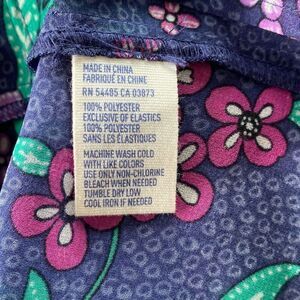 MADE IN CHINA
FABRIQUÉ EN CHINE
RN 54485 CA 03873
100% POLYESTER
EXCLUSIVE OF ELASTICS
100% POLYESTER
SANS LES ÉLASTIQUES
MACHINE WASH COLD
WITH LIKE COLORS
USE ONLY NON-CHLORINE
BLEACH WHEN NEEDED
TUMBLE DRY LOW
COOL IRON IF NEEDED